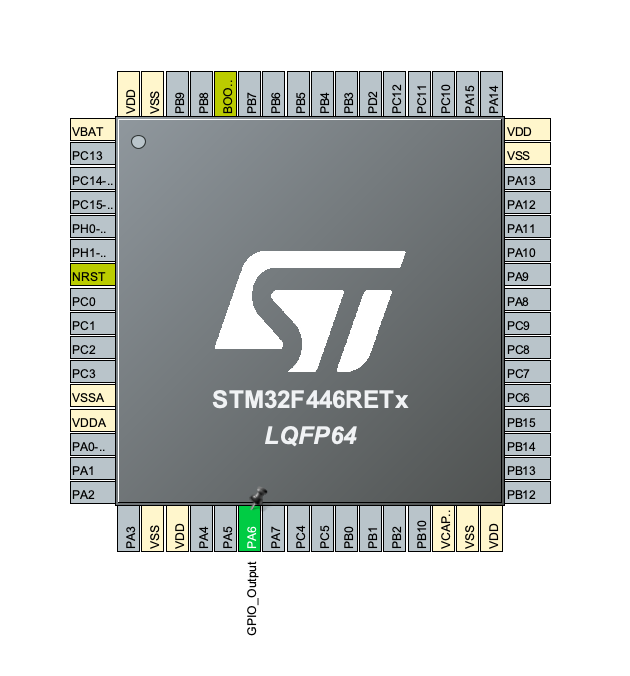 VDD
VSS
PB9
PB8
BOO..
PB7
PB6
PB5
PB4
PB3
PD2
PC12
PC11
PC10
PA15
PA14
VBAT
PC13
PC14-..
PC15-..
PH0-..
PH1-..
NRST
PC0
PC1
PC2
PC3
VSSA
VDDA
PA0-..
PA1
PA2
VDD
VSS
PA13
PA12
PA11
PA10
PA9
PA8
PC9
PC8
PC7
PC6
PB15
PB14
PB13
PB12
ST
STM32F446RETx
LQFP64
PA3
VSS
VDD
PA4
PA5
PA6
PA7
PC4
PC5
PB0
PB1
PB2
PB10
VCAP..
VSS
VDD
GPIO_Output